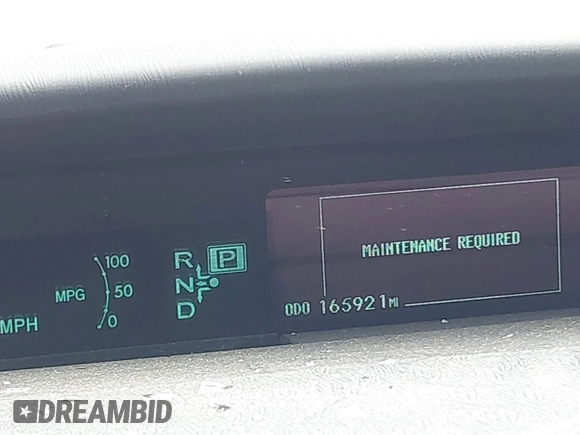 100
MPG 50
0
MPH
R P
N
D
MAINTENANCE REQUIRED
ODO 165921 MI
DREAMBID